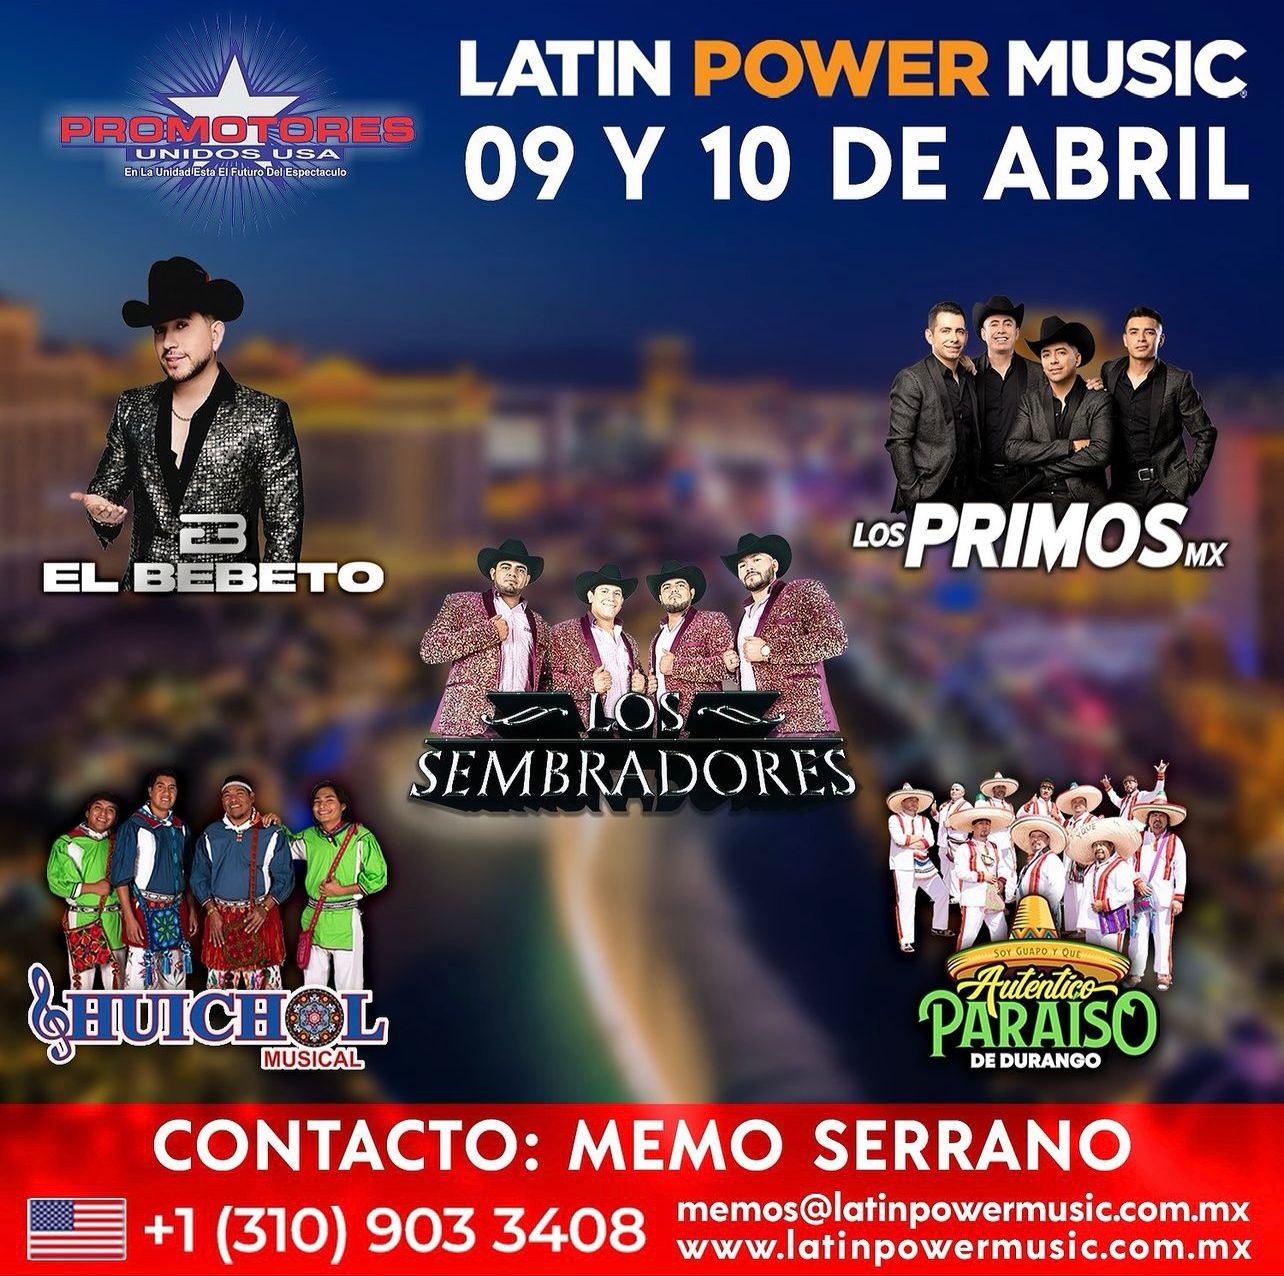 PROMOTORES
UNIDOS USA
En La Unidad Esta El Futuro Del Espectaculo
LATIN POWER MUSIC
09 Y 10 DE ABRIL
EB
EL BEBETO
LOS PRIMOS MX
LOS
SEMBRADORES
HUICHOL
MUSICAL
SOY GUAPO Y QUE
Auténtico
PARAÍSO
DE DURANGO
CONTACTO: MEMO SERRANO
+1 (310) 903 3408
memos@latinpowermusic.com.mx
www.latinpowermusic.com.mx